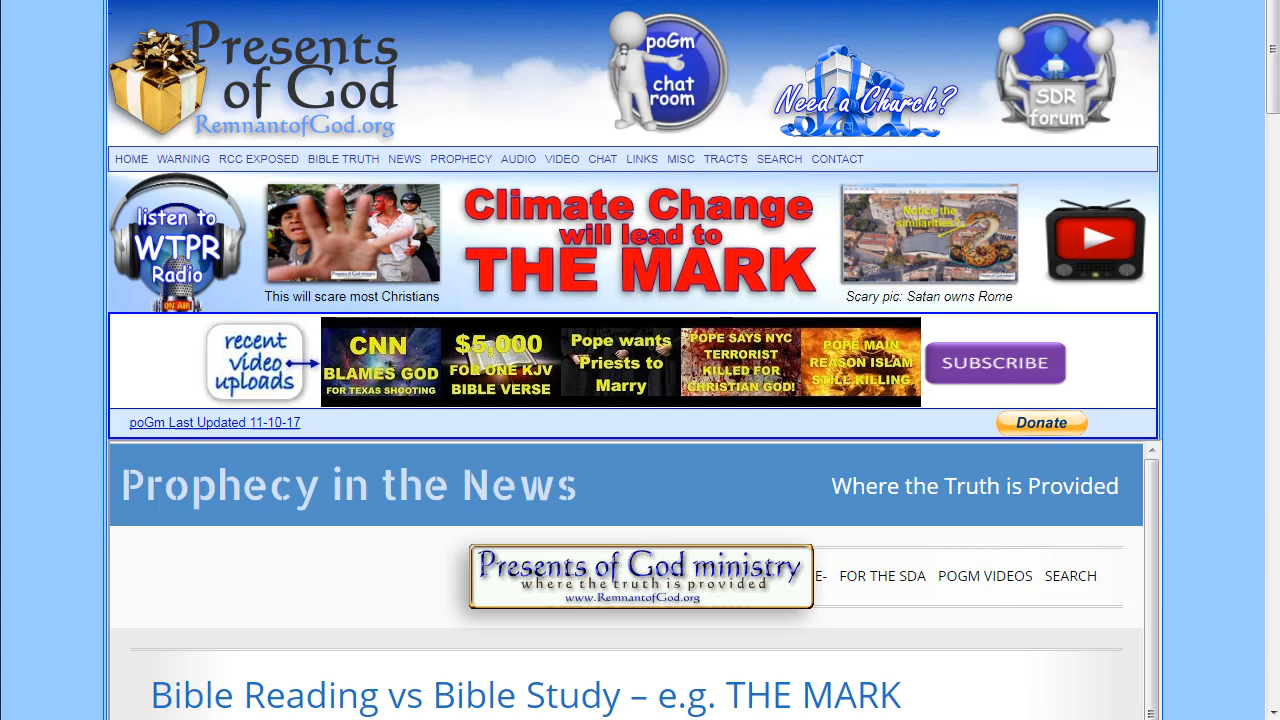 Presents
of God
RemnantofGod.org
poGm
chat
room
Need a Church?
SDR
forum
HOME WARNING RCC EXPOSED BIBLE TRUTH NEWS PROPHECY AUDIO VIDEO CHAT LINKS MISC TRACTS SEARCH CONTACT
listen to
WTPR
Radio
ON AIR
This will scare most Christians
Climate Change
will lead to
THE MARK
Notice the
similarities?
Scary pic: Satan owns Rome
recent
video
uploads
CNN
BLAMES GOD
FOR TEXAS SHOOTING
$5,000
FOR ONE KJV
BIBLE VERSE
Pope wants
Priests to
Marry
POPE SAYS NYC
TERRORIST
KILLED FOR
CHRISTIAN GOD!
POPE MAIN
REASON ISLAM
STILL KILLING
SUBSCRIBE
poGm Last Updated 11-10-17
Donate
Prophecy in the News
Where the Truth is Provided
Presents of God ministry
where the truth is provided
www.RemnantofGod.org
E- FOR THE SDA POGM VIDEOS SEARCH
Bible Reading vs Bible Study – e.g. THE MARK